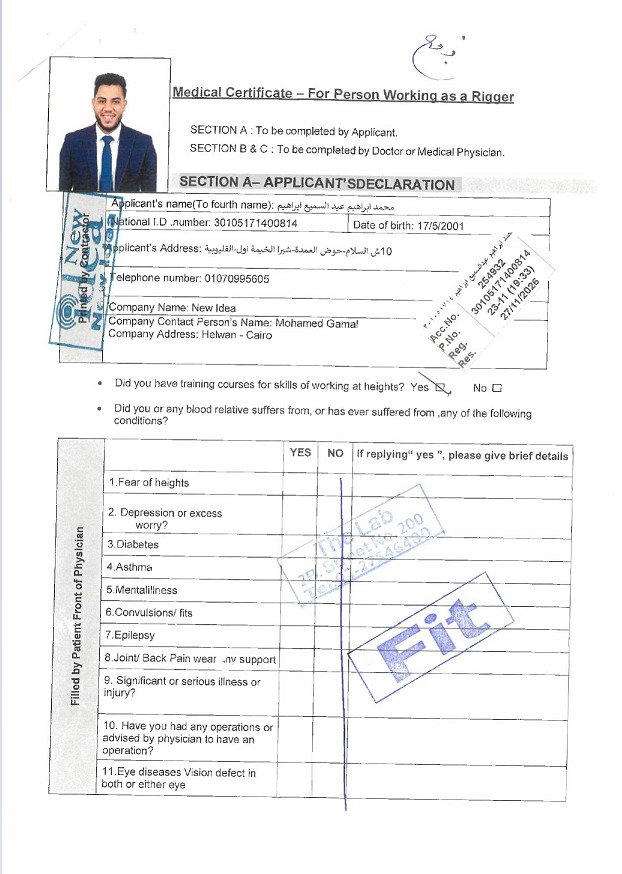 Medical Certificate – For Person Working as a Rigger
SECTION A : To be completed by Applicant.
SECTION B & C : To be completed by Doctor or Medical Physician.
SECTION A– APPLICANT'SDECLARATION
Printed by Contractor
New Idea
Applicant's name(To fourth name): محمد ابراهيم عبد السميع ابراهيم
National I.D .number: 30105171400814
Date of birth: 17/5/2001
Applicant's Address: 10ش السلام-حوض العمدة-شبرا الخيمة اول-القليوبية
Telephone number: 01070995605
Company Name: New Idea
Company Contact Person's Name: Mohamed Gamal
Company Address: Helwan - Cairo
Acc.No. 254932
P.No. 30105171400814
Reg. 23-11 (19:33)
Res. 27/11/2025
• Did you have training courses for skills of working at heights? Yes No
• Did you or any blood relative suffers from, or has ever suffered from ,any of the following
conditions?
Filled by Patient Front of Physician
YES NO If replying“ yes ”, please give brief details
1.Fear of heights
2. Depression or excess
worry?
3.Diabetes
4.Asthma
5.Mentalillness
6.Convulsions/ fits
7.Epilepsy
8.Joint/ Back Pain wear any support
9. Significant or serious illness or
injury?
10. Have you had any operations or
advised by physician to have an
operation?
11.Eye diseases Vision defect in
both or either eye
The Lab
Street No. 200
Fit